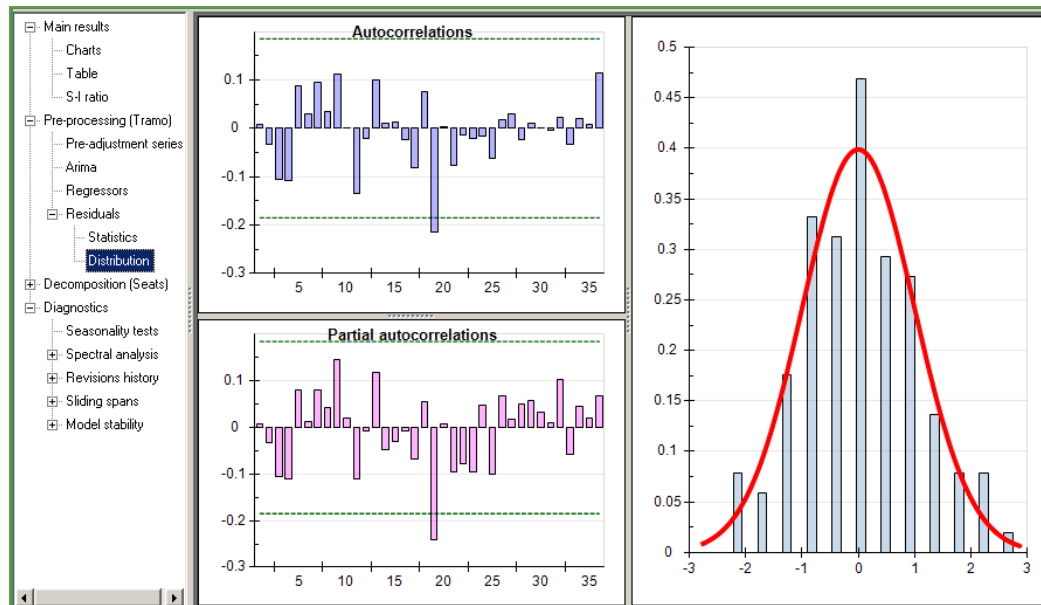 Main results
Charts
Table
S-I ratio
Pre-processing (Tramo)
Pre-adjustment series
Arima
Regressors
Residuals
Statistics
Distribution
Decomposition (Seats)
Diagnostics
Seasonality tests
Spectral analysis
Revisions history
Sliding spans
Model stability
Autocorrelations
0.1
0
-0.1
-0.2
-0.3
5 10 15 20 25 30 35
Partial autocorrelations
0.1
0
-0.1
-0.2
-0.3
5 10 15 20 25 30 35
0.5
0.45
0.4
0.35
0.3
0.25
0.2
0.15
0.1
0.05
0
-3 -2 -1 0 1 2 3